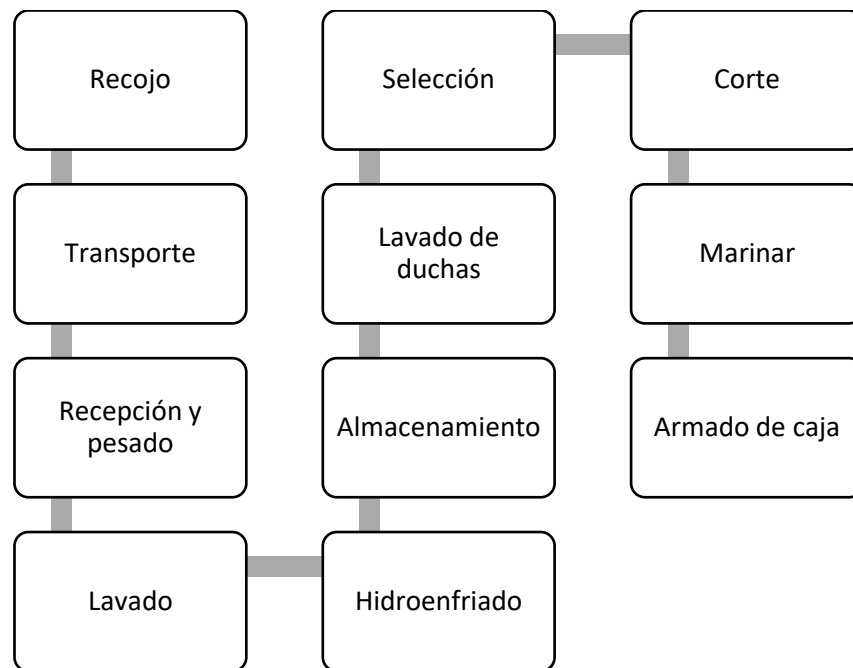 Recojo
Transporte
Recepción y
pesado
Lavado
Hidroenfriado
Almacenamiento
Lavado de
duchas
Selección
Corte
Marinar
Armado de caja